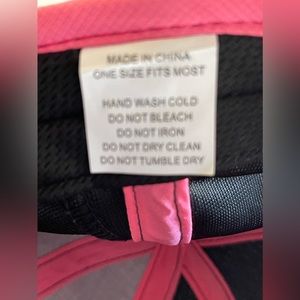 MADE IN CHINA
ONE SIZE FITS MOST
HAND WASH COLD
DO NOT BLEACH
DO NOT IRON
DO NOT DRY CLEAN
DO NOT TUMBLE DRY